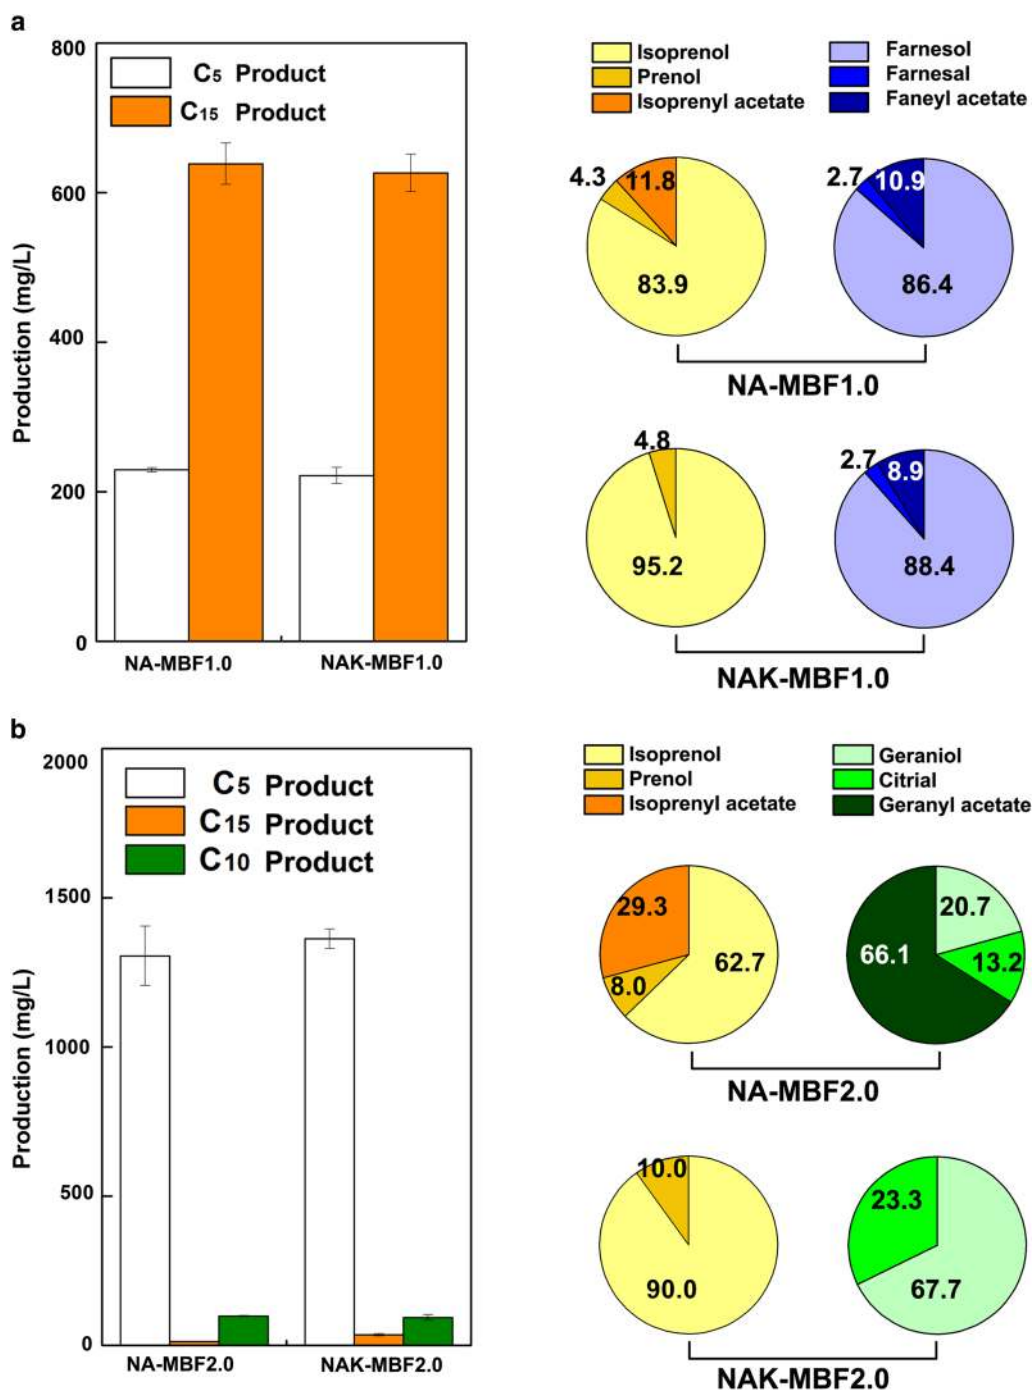 a
800
600
400
200
0
Production (mg/L)
C5 Product
C15 Product
NA-MBF1.0
NAK-MBF1.0
Isoprenol
Prenol
Isoprenyl acetate
Farnesol
Farnesal
Faneyl acetate
4.3
11.8
83.9
2.7
10.9
86.4
NA-MBF1.0
4.8
95.2
2.7
8.9
88.4
NAK-MBF1.0
b
2000
1500
1000
500
0
Production (mg/L)
C5 Product
C15 Product
C10 Product
NA-MBF2.0
NAK-MBF2.0
Isoprenol
Prenol
Isoprenyl acetate
Geraniol
Citrial
Geranyl acetate
29.3
8.0
62.7
66.1
20.7
13.2
NA-MBF2.0
10.0
90.0
23.3
67.7
NAK-MBF2.0